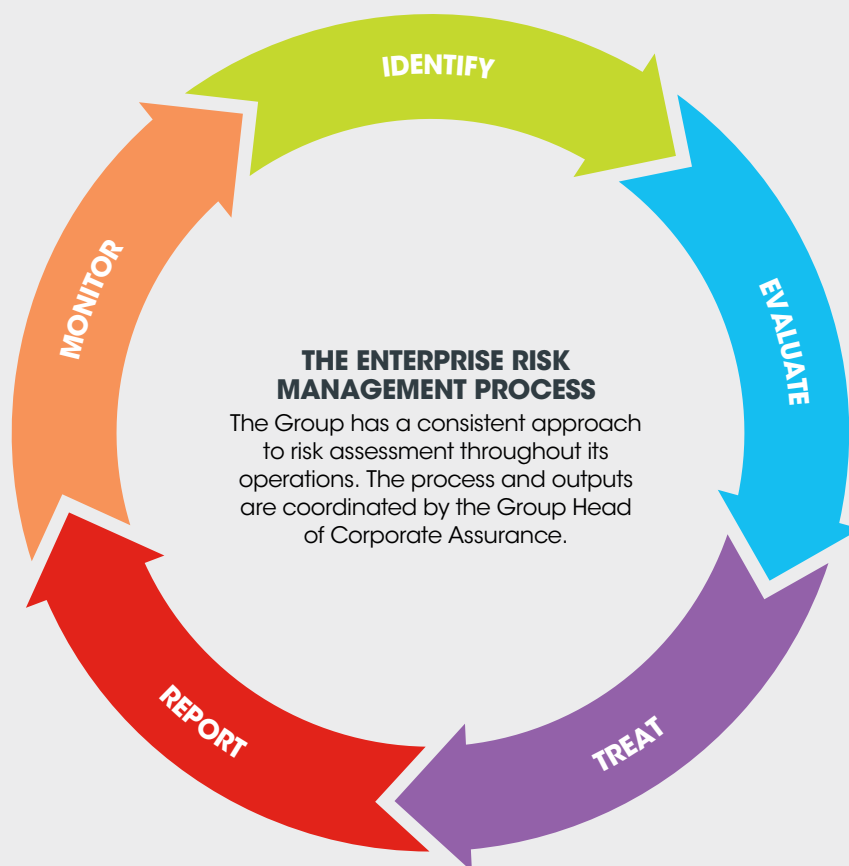 IDENTIFY
EVALUATE
TREAT
REPORT
MONITOR
THE ENTERPRISE RISK
MANAGEMENT PROCESS
The Group has a consistent approach
to risk assessment throughout its
operations. The process and outputs
are coordinated by the Group Head
of Corporate Assurance.